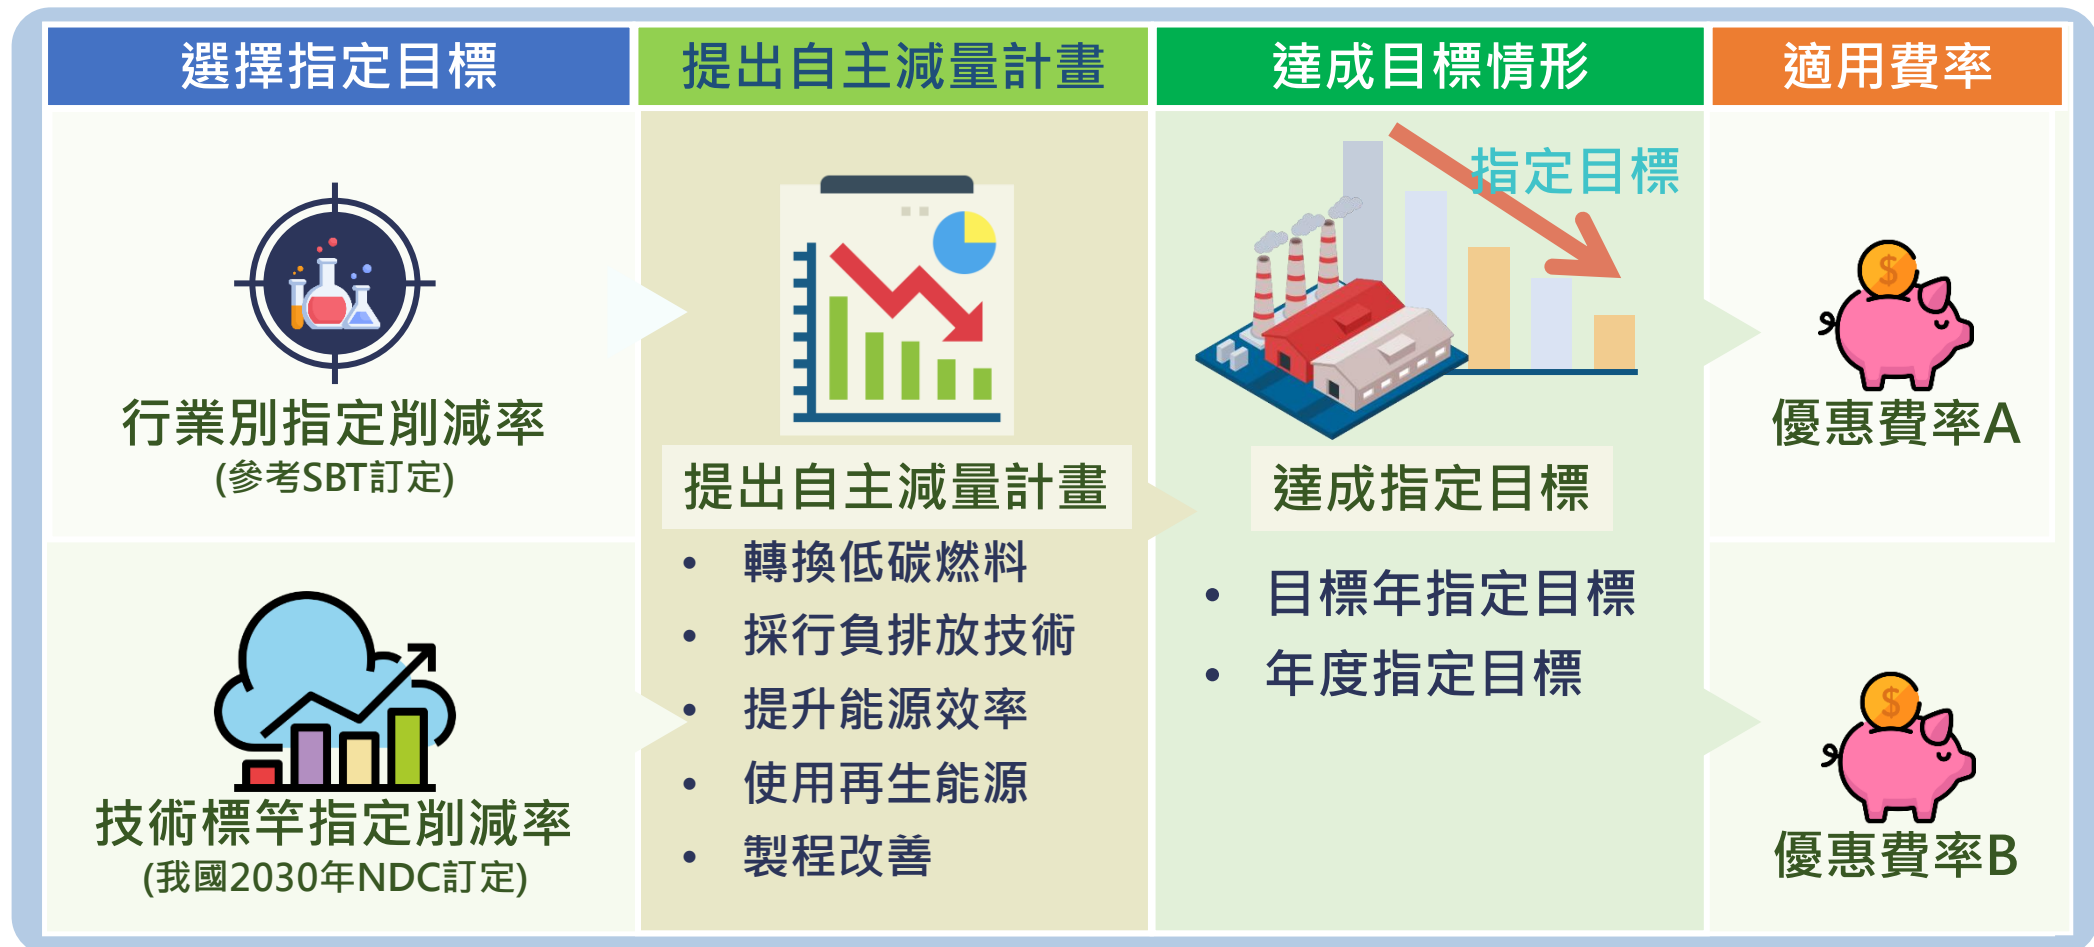 選擇指定目標
行業別指定削減率
(參考SBT訂定)
技術標竿指定削減率
(我國2030年NDC訂定)
提出自主減量計畫
提出自主減量計畫
• 轉換低碳燃料
• 採行負排放技術
• 提升能源效率
• 使用再生能源
• 製程改善
達成目標情形
指定目標
達成指定目標
• 目標年指定目標
• 年度指定目標
適用費率
$
優惠費率A
$
優惠費率B